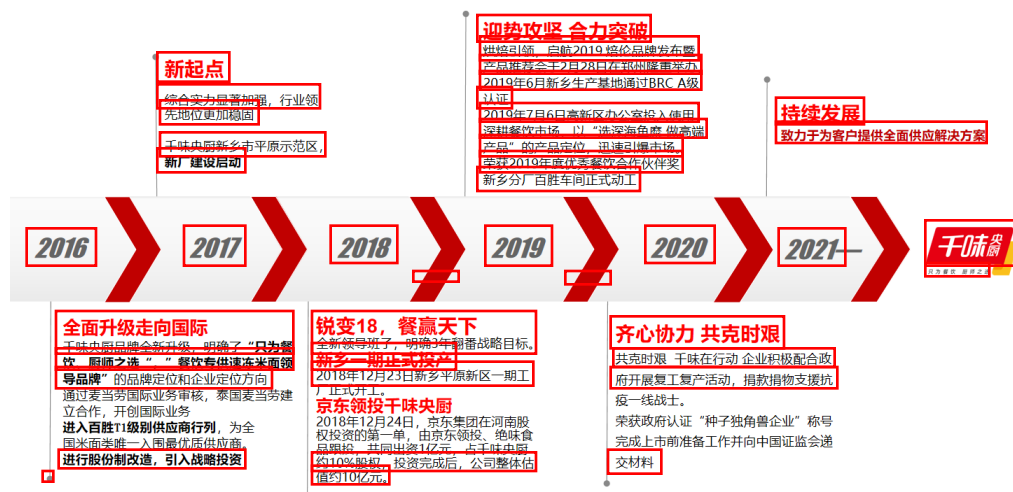 迎势攻坚 合力突破
烘焙引领，启航2019 焙伦品牌发布暨
产品推荐会于2月28日在郑州隆重举办
2019年6月新乡生产基地通过BRC A级
认证
2019年7月6日高新区办公室投入使用
深耕餐饮市场，以“选深海鱼糜 做高端
产品”的产品定位，迅速引爆市场，
荣获2019年度优秀餐饮合作伙伴奖
新乡分厂百胜车间正式动工
新起点
综合实力显著加强，行业领
先地位更加稳固
千味央厨新乡市平原示范区，
新厂建设启动
持续发展
致力于为客户提供全面供应解决方案
2016
2017
2018
2019
2020
2021—
千味央厨
只为餐饮 厨师之选
全面升级走向国际
千味央厨品牌全新升级，明确了“只为餐
饮、厨师之选“，”餐饮专供速冻米面领
导品牌”的品牌定位和企业定位方向
通过麦当劳国际业务审核，泰国麦当劳建
立合作，开创国际业务
进入百胜T1级别供应商行列，为全
国米面类唯一入围最优质供应商。
进行股份制改造，引入战略投资
锐变18，餐赢天下
全新领导班子，明确3年翻番战略目标。
新乡一期正式投产
2018年12月23日新乡平原新区一期工
厂正式开工。
京东领投千味央厨
2018年12月24日，京东集团在河南股
权投资的第一单，由京东领投、绝味食
品跟投，共同出资1亿元，占千味央厨
约10%股权，投资完成后，公司整体估
值约10亿元。
齐心协力 共克时艰
共克时艰 千味在行动 企业积极配合政
府开展复工复产活动，捐款捐物支援抗
疫一线战士。
荣获政府认证“种子独角兽企业”称号
完成上市前准备工作并向中国证监会递
交材料